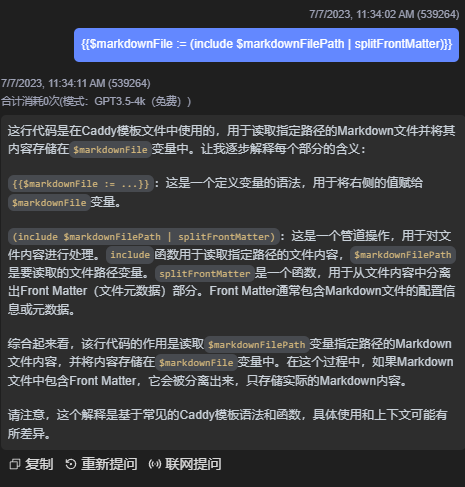 7/7/2023, 11:34:02 AM (539264)
{{$markdownFile := (include $markdownFilePath | splitFrontMatter)}}
7/7/2023, 11:34:11 AM (539264)
合计消耗0次(模式：GPT3.5-4k（免费）)
这行代码是在Caddy模板文件中使用的，用于读取指定路径的Markdown文件并将其
内容存储在 $markdownFile 变量中。让我逐步解释每个部分的含义：
{{$markdownFile := ...}} ：这是一个定义变量的语法，用于将右侧的值赋给
$markdownFile 变量。
(include $markdownFilePath | splitFrontMatter) ：这是一个管道操作，用于对文
件内容进行处理。 include 函数用于读取指定路径的文件内容， $markdownFilePath
是要读取的文件路径变量。 splitFrontMatter 是一个函数，用于从文件内容中分离
出Front Matter（文件元数据）部分。Front Matter通常包含Markdown文件的配置信
息或元数据。
综合起来看，该行代码的作用是读取 $markdownFilePath 变量指定路径的Markdown
文件内容，并将内容存储在 $markdownFile 变量中。在这个过程中，如果Markdown
文件中包含Front Matter，它会被分离出来，只存储实际的Markdown内容。
请注意，这个解释是基于常见的Caddy模板语法和函数，具体使用和上下文可能有
所差异。
复制 重新提问 联网提问